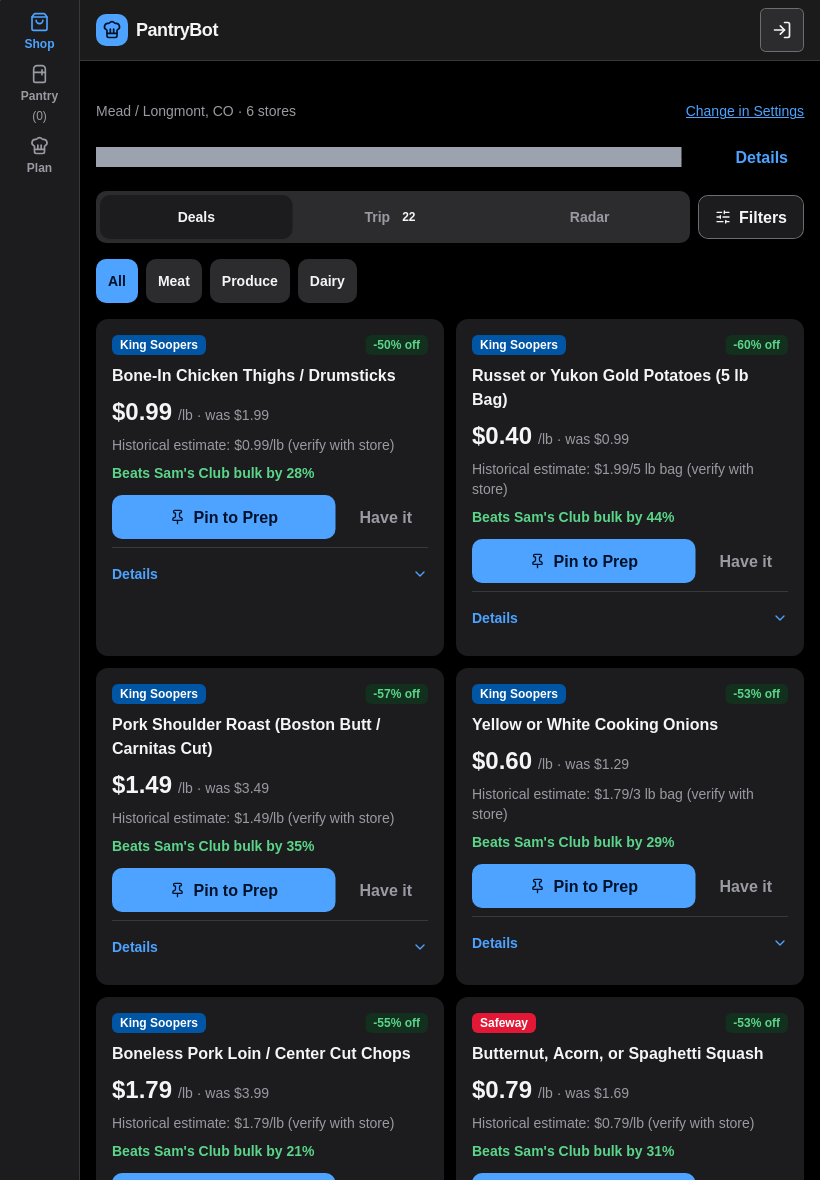 Shop
Pantry
(0)
Plan
PantryBot
Mead / Longmont, CO · 6 stores
Change in Settings
Details
Deals
Trip 22
Radar
Filters
All
Meat
Produce
Dairy
King Soopers
-50% off
Bone-In Chicken Thighs / Drumsticks
$0.99 /lb · was $1.99
Historical estimate: $0.99/lb (verify with store)
Beats Sam's Club bulk by 28%
Pin to Prep
Have it
Details
King Soopers
-60% off
Russet or Yukon Gold Potatoes (5 lb
Bag)
$0.40 /lb · was $0.99
Historical estimate: $1.99/5 lb bag (verify with
store)
Beats Sam's Club bulk by 44%
Pin to Prep
Have it
Details
King Soopers
-57% off
Pork Shoulder Roast (Boston Butt /
Carnitas Cut)
$1.49 /lb · was $3.49
Historical estimate: $1.49/lb (verify with store)
Beats Sam's Club bulk by 35%
Pin to Prep
Have it
Details
King Soopers
-53% off
Yellow or White Cooking Onions
$0.60 /lb · was $1.29
Historical estimate: $1.79/3 lb bag (verify with
store)
Beats Sam's Club bulk by 29%
Pin to Prep
Have it
Details
King Soopers
-55% off
Boneless Pork Loin / Center Cut Chops
$1.79 /lb · was $3.99
Historical estimate: $1.79/lb (verify with store)
Beats Sam's Club bulk by 21%
Safeway
-53% off
Butternut, Acorn, or Spaghetti Squash
$0.79 /lb · was $1.69
Historical estimate: $0.79/lb (verify with store)
Beats Sam's Club bulk by 31%